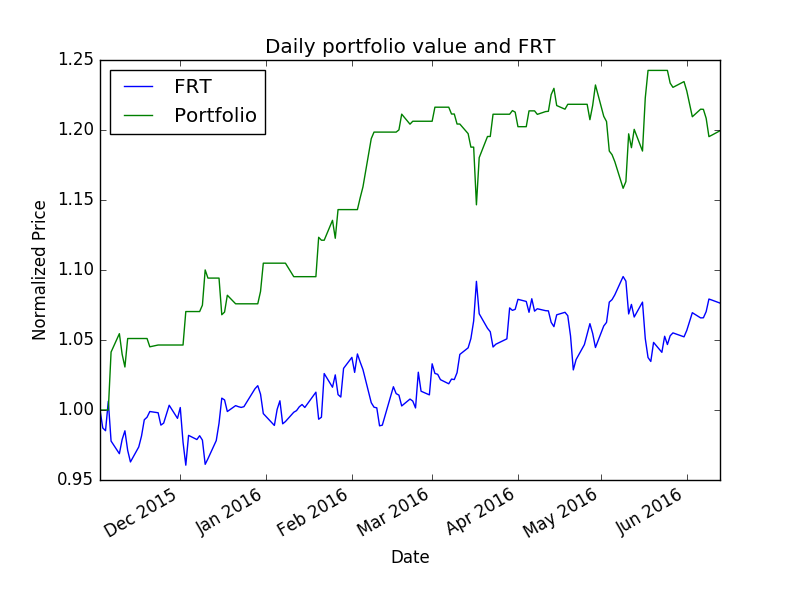 Daily portfolio value and FRT
FRT
Portfolio
1.25
1.20
1.15
1.10
1.05
1.00
0.95
Normalized Price
Dec 2015
Jan 2016
Feb 2016
Mar 2016
Apr 2016
May 2016
Jun 2016
Date